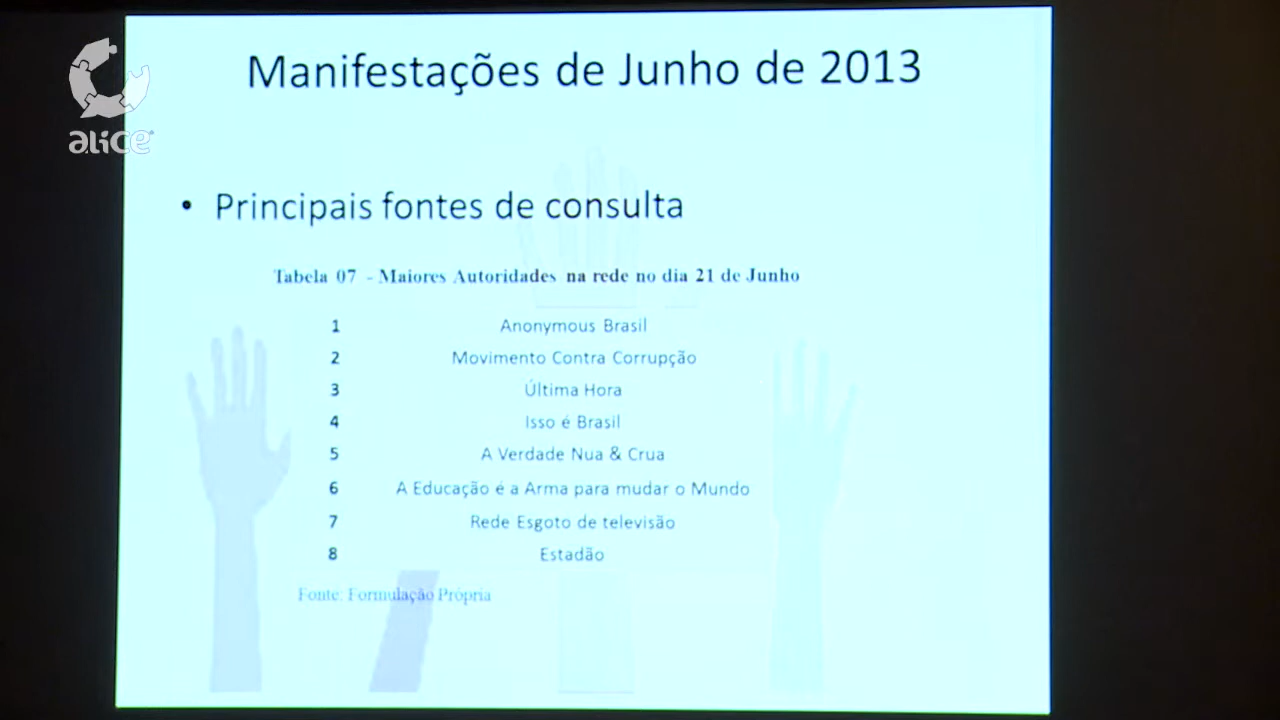 alice
Manifestações de Junho de 2013
• Principais fontes de consulta
Tabela 07 - Maiores Autoridades na rede no dia 21 de Junho
1 Anonymous Brasil
2 Movimento Contra Corrupção
3 Última Hora
4 Isso é Brasil
5 A Verdade Nua & Crua
6 A Educação é a Arma para mudar o Mundo
7 Rede Esgoto de televisão
8 Estadão
Fonte: Formulação Própria